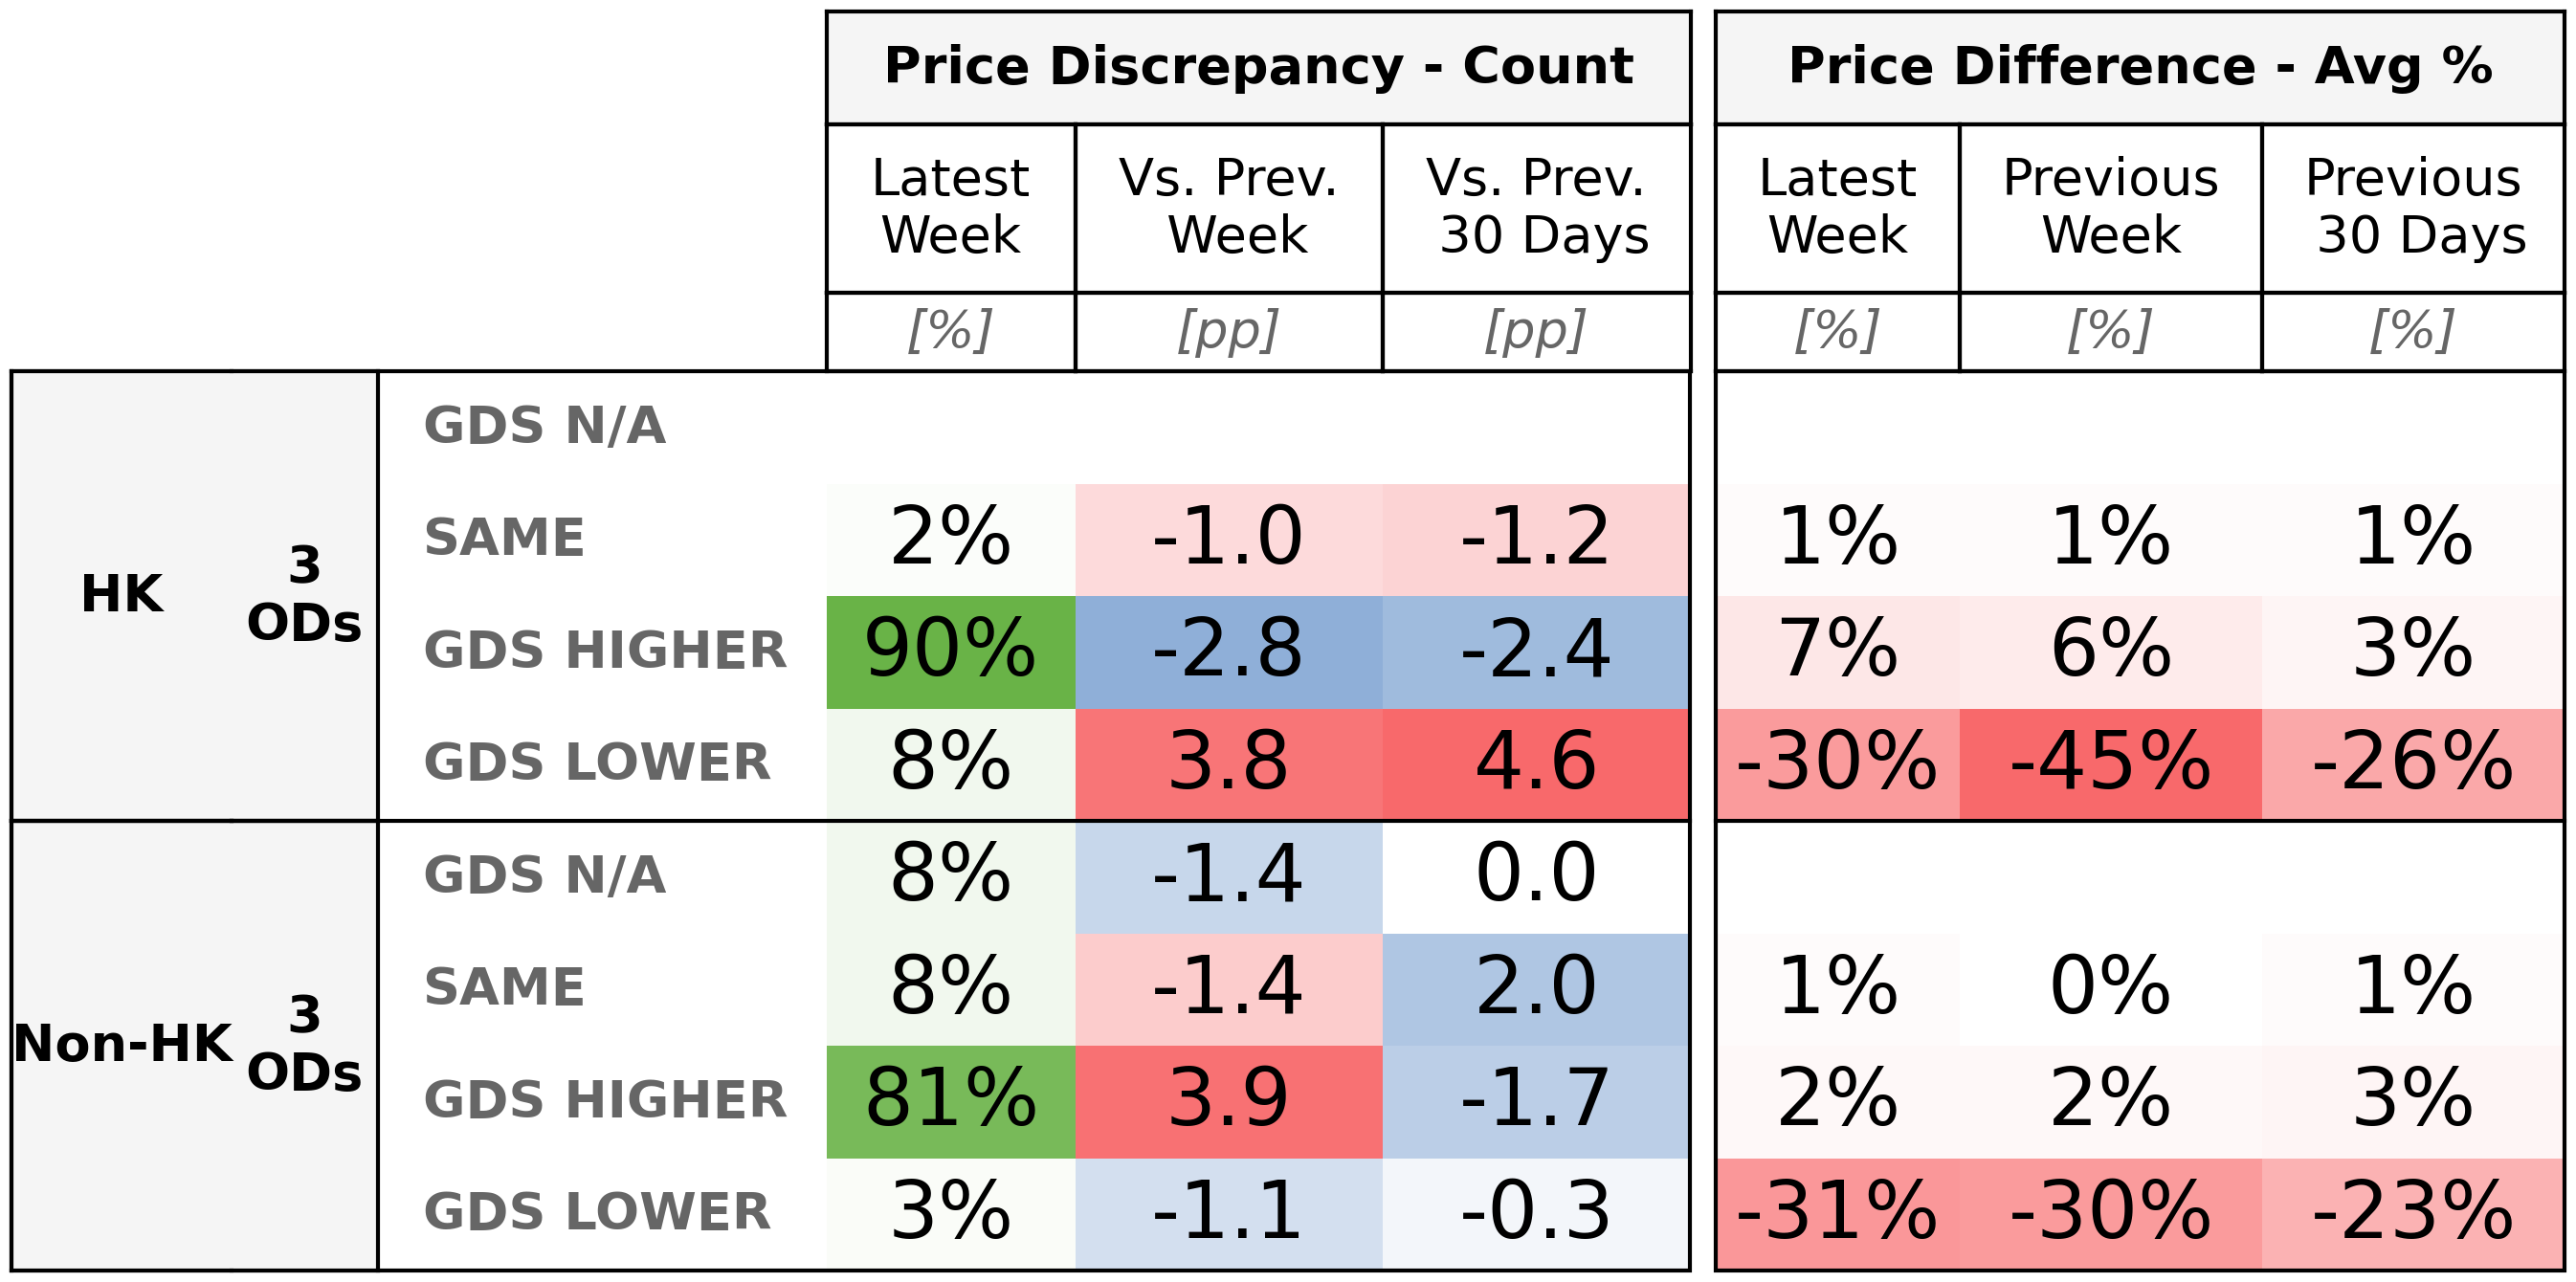 Price Discrepancy - Count Price Difference - Avg %
Latest Week Vs. Prev. Week Vs. Prev. 30 Days Latest Week Previous Week Previous 30 Days
[%] [pp] [pp] [%] [%] [%]
HK 3 ODs
GDS N/A
SAME 2% -1.0 -1.2 1% 1% 1%
GDS HIGHER 90% -2.8 -2.4 7% 6% 3%
GDS LOWER 8% 3.8 4.6 -30% -45% -26%
Non-HK 3 ODs
GDS N/A 8% -1.4 0.0
SAME 8% -1.4 2.0 1% 0% 1%
GDS HIGHER 81% 3.9 -1.7 2% 2% 3%
GDS LOWER 3% -1.1 -0.3 -31% -30% -23%